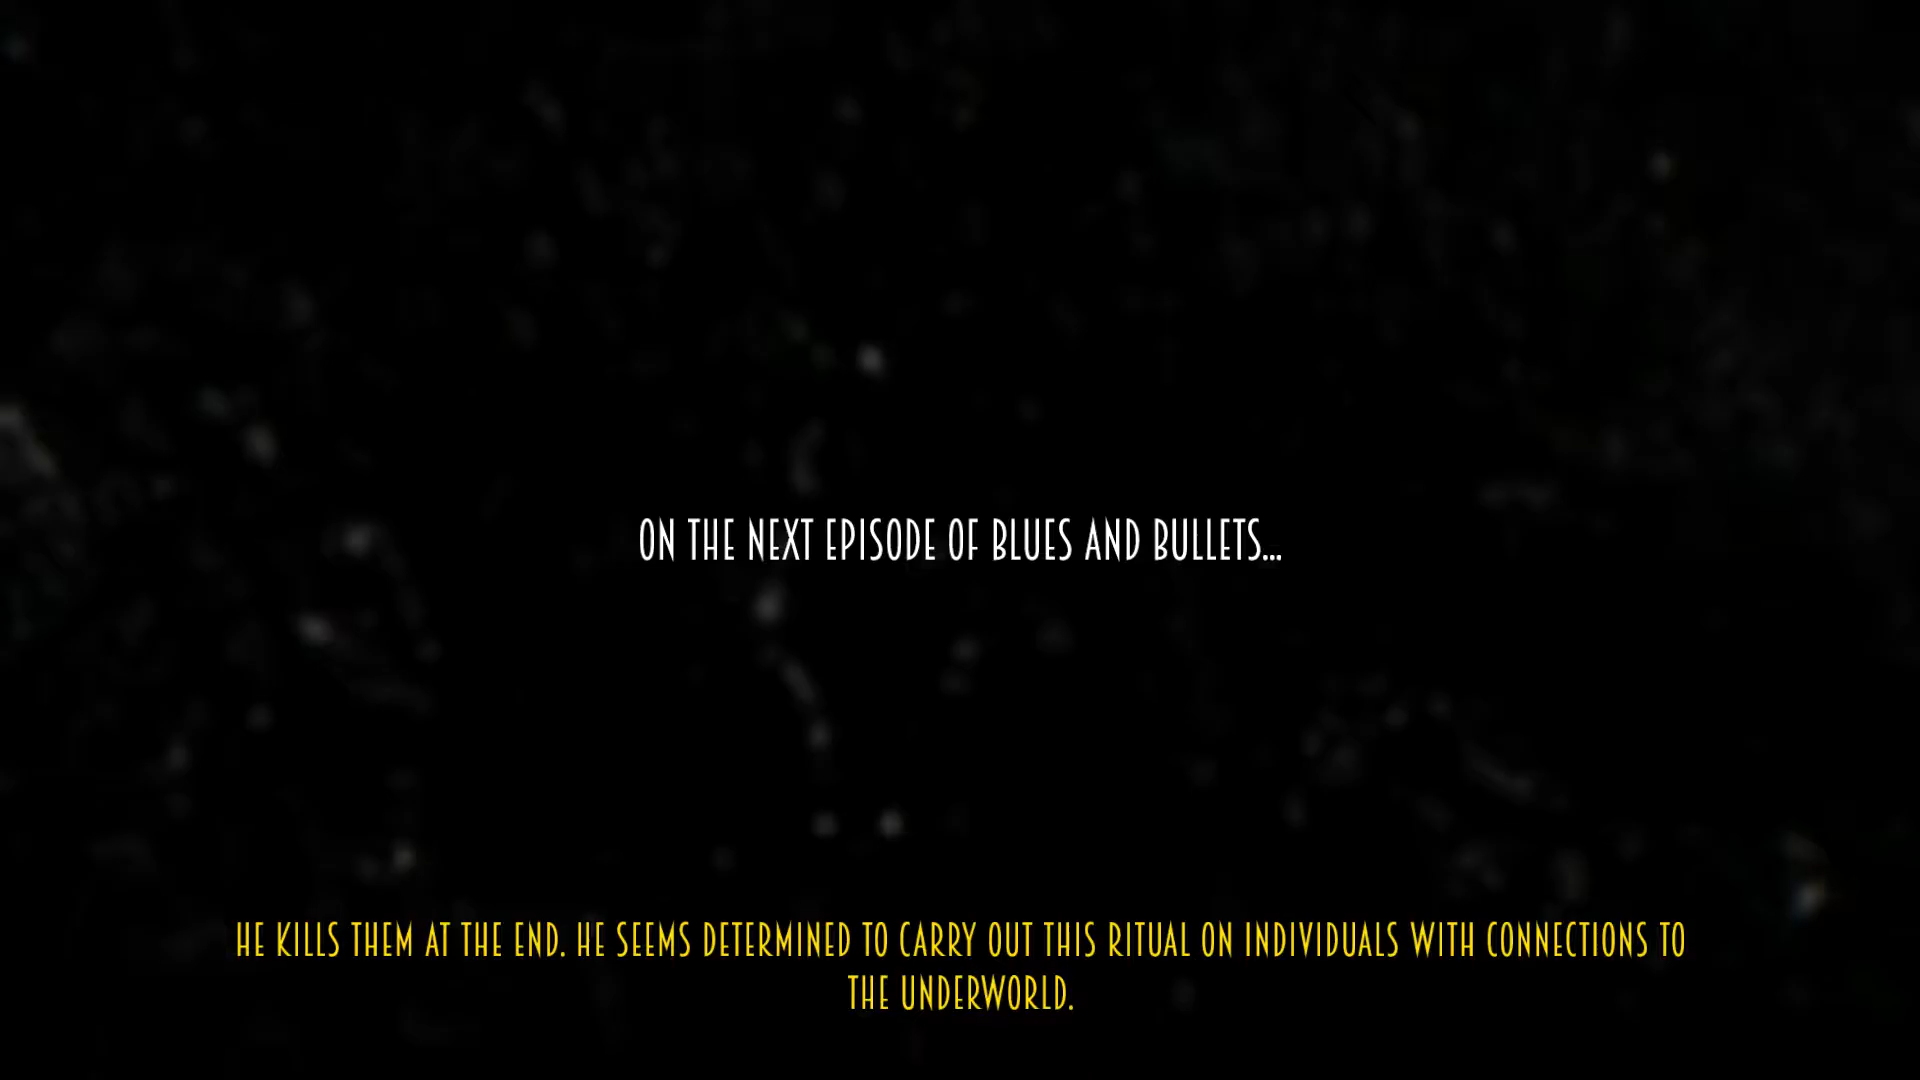 ON THE NEXT EPISODE OF BLUES AND BULLETS...
HE KILLS THEM AT THE END. HE SEEMS DETERMINED TO CARRY OUT THIS RITUAL ON INDIVIDUALS WITH CONNECTIONS TO
THE UNDERWORLD.